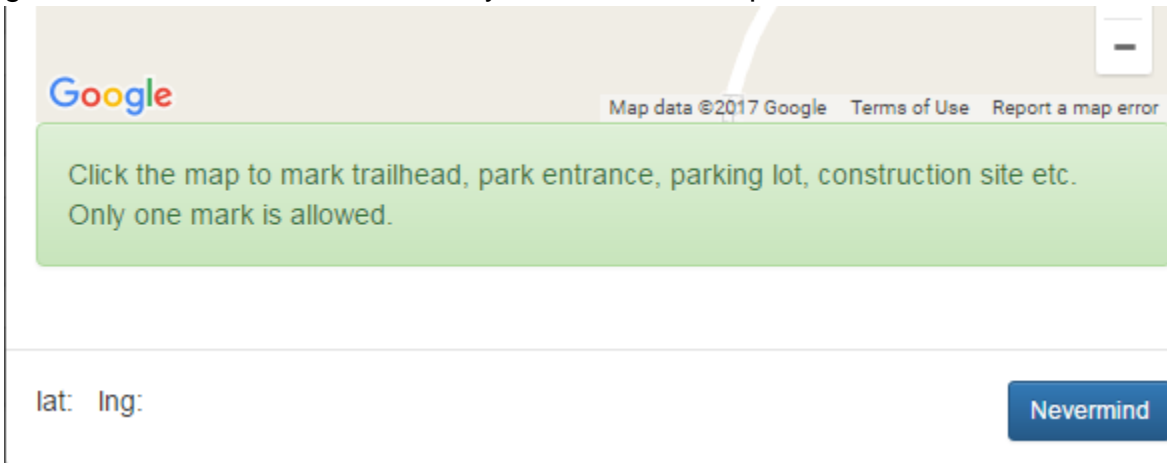 Google
Map data ©2017 Google Terms of Use Report a map error
Click the map to mark trailhead, park entrance, parking lot, construction site etc.
Only one mark is allowed.
lat: lng:
Nevermind